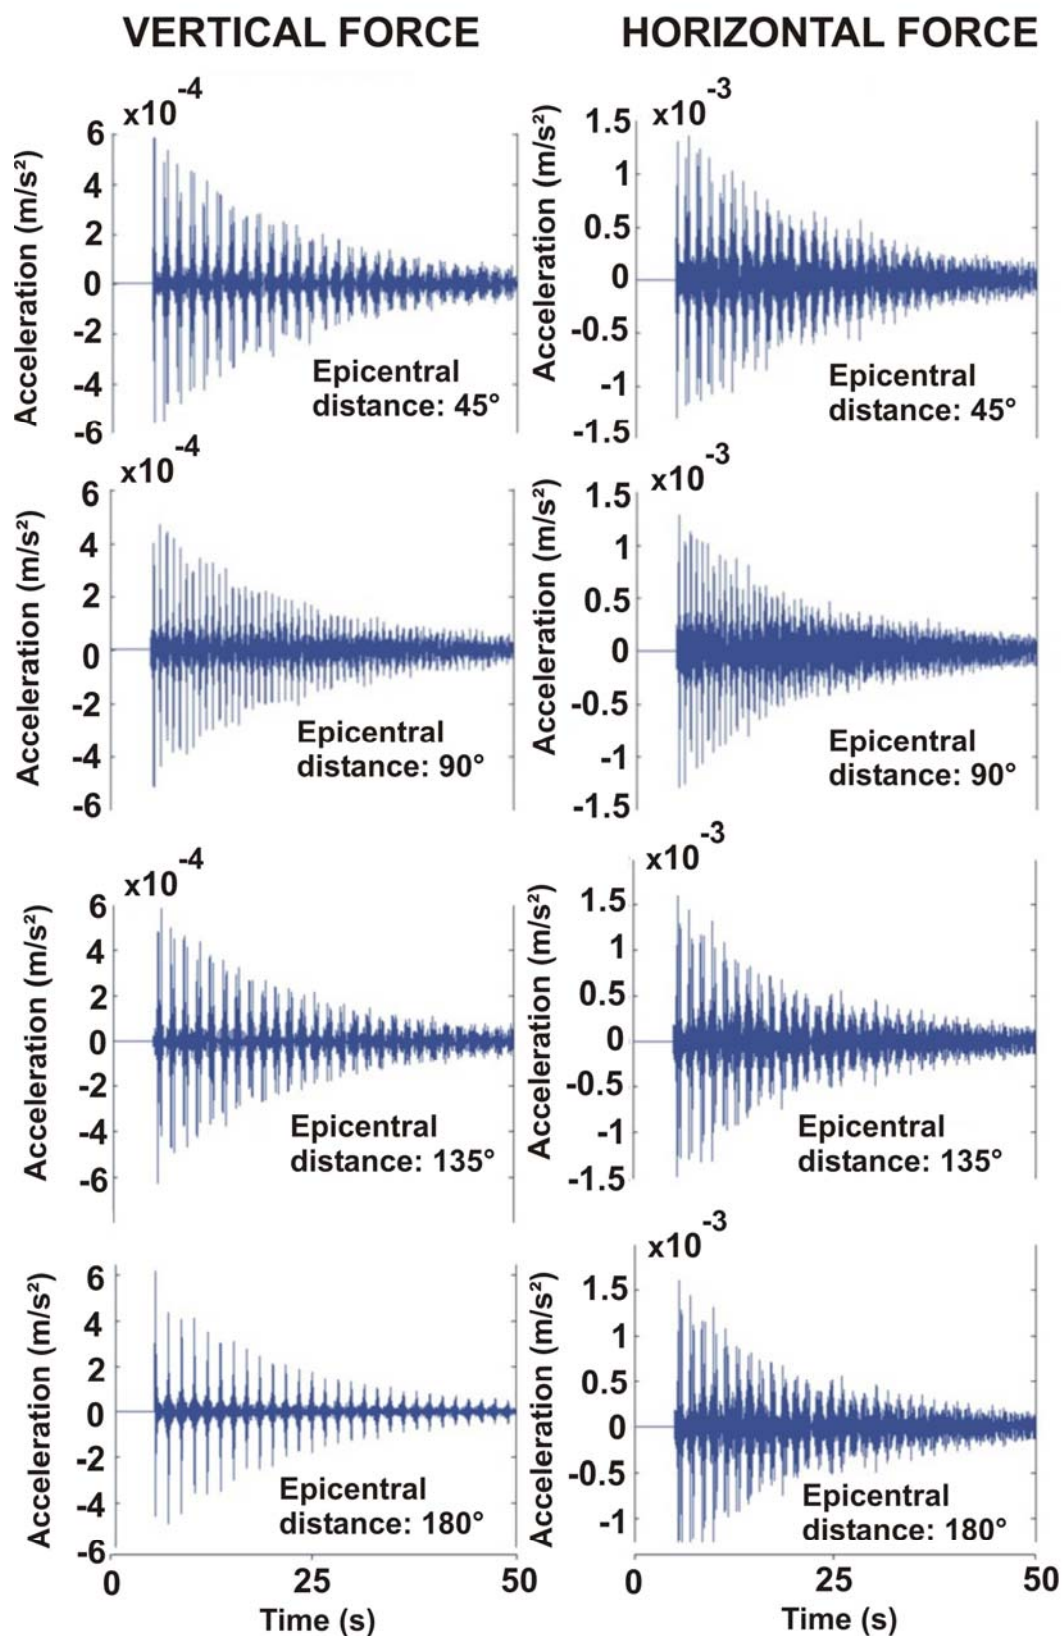 VERTICAL FORCE
HORIZONTAL FORCE
x10-4
Acceleration (m/s²)
6
4
2
0
-2
-4
-6
Epicentral
distance: 45°
x10-3
Acceleration (m/s²)
1.5
1
0.5
0
-0.5
-1
-1.5
Epicentral
distance: 45°
x10-4
Acceleration (m/s²)
6
4
2
0
-2
-4
-6
Epicentral
distance: 90°
x10-3
Acceleration (m/s²)
1.5
1
0.5
0
-0.5
-1
-1.5
Epicentral
distance: 90°
x10-4
Acceleration (m/s²)
6
4
2
0
-2
-4
-6
Epicentral
distance: 135°
x10-3
Acceleration (m/s²)
1.5
1
0.5
0
-0.5
-1
-1.5
Epicentral
distance: 135°
Acceleration (m/s²)
6
4
2
0
-2
-4
-6
Epicentral
distance: 180°
0
25
50
Time (s)
x10-3
Acceleration (m/s²)
1.5
1
0.5
0
-0.5
-1
Epicentral
distance: 180°
0
25
50
Time (s)